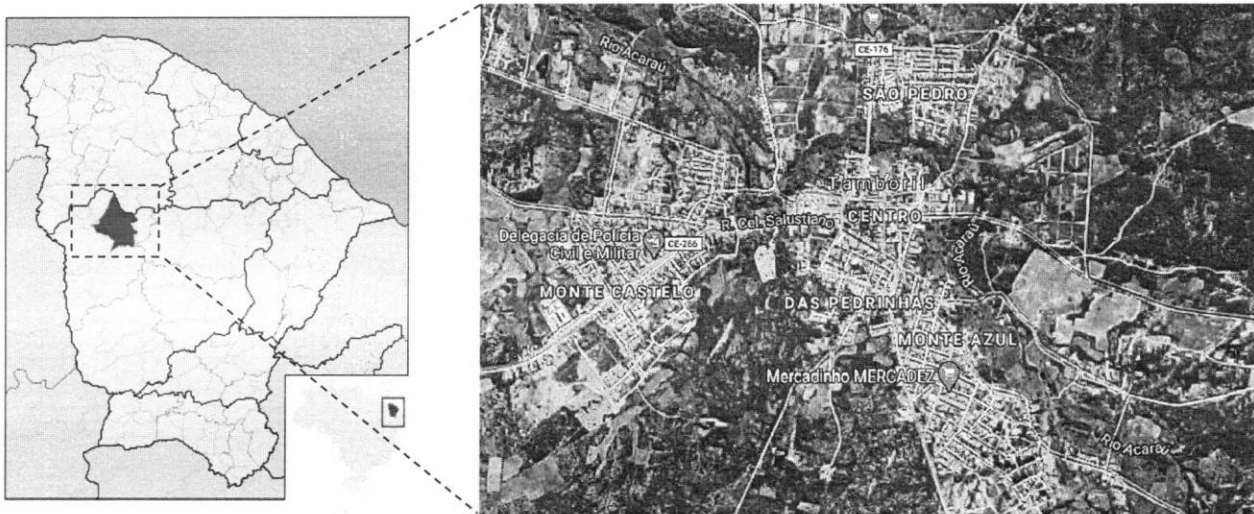 CE-176
Rio Acaraú
SÃO PEDRO
Tamboril
CENTRO
R. Cel. Salustiano
Delegacia de Polícia
Civil e Militar
CE-266
Rio Acaraú
MONTE CASTELO
DAS PEDRINHAS
MONTE AZUL
Mercadinho MERCADEZ
Rio Acaraú